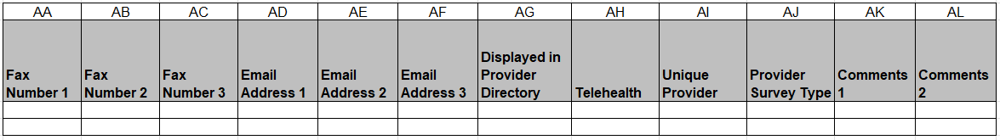 AA AB AC AD AE AF AG AH AI AJ AK AL
Fax Number 1 Fax Number 2 Fax Number 3 Email Address 1 Email Address 2 Email Address 3 Displayed in Provider Directory Telehealth Unique Provider Provider Survey Type Comments 1 Comments 2